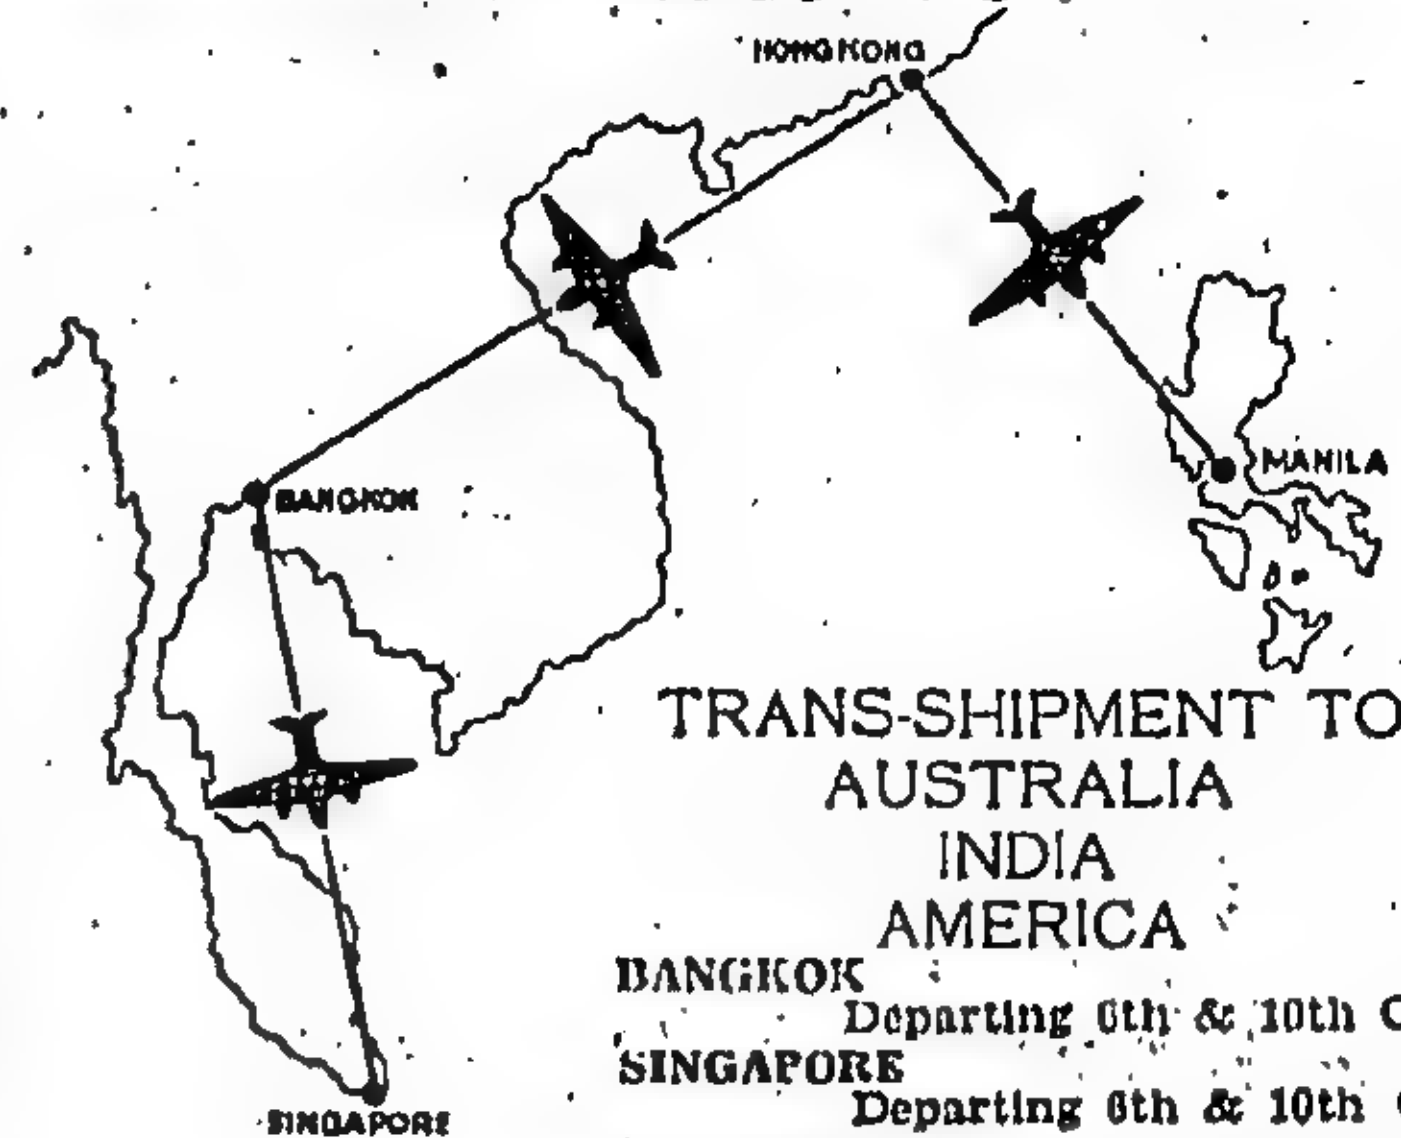 HONGKONG
BANGKOK
MANILA
TRANS-SHIPMENT TO
AUSTRALIA
INDIA
AMERICA
BANGKOK
Departing 6th & 10th
SINGAPORE
Departing 6th & 10th
SINGAPORE